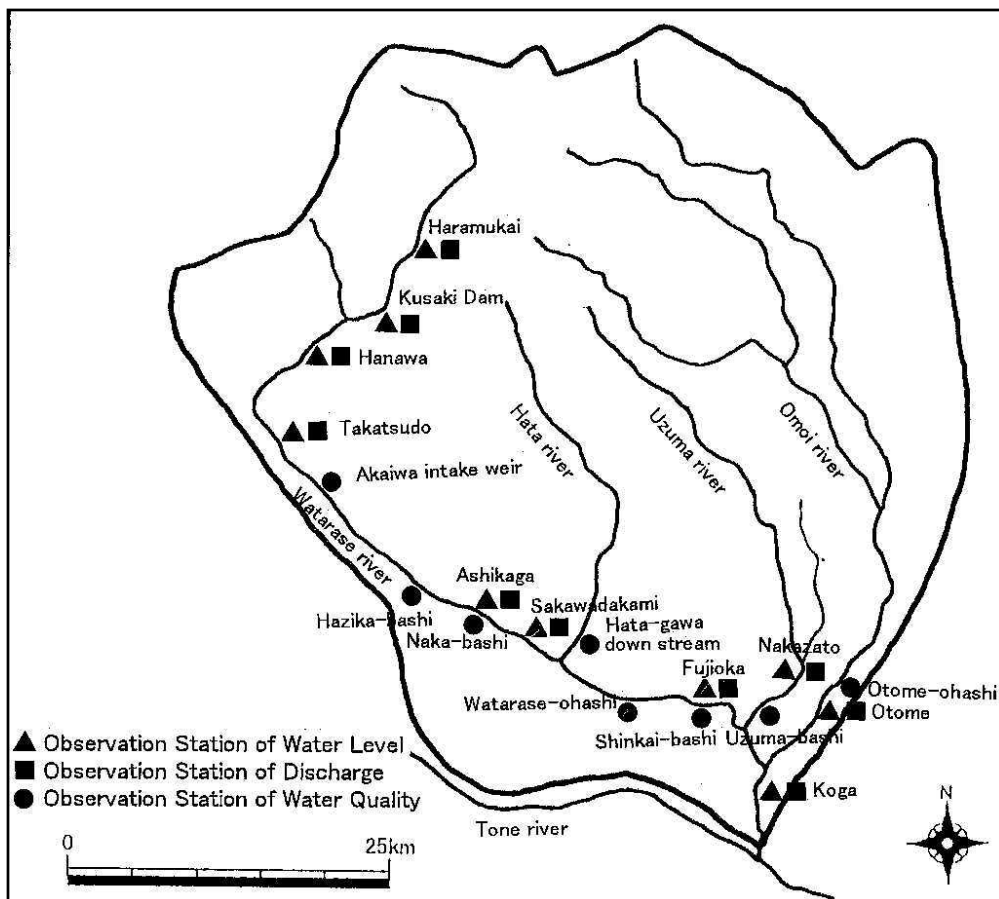 Haramukai
Kusaki Dam
Hanawa
Takatsudo
Akaiwa intake weir
Watarase river
Hata river
Uzuma river
Omoi river
Ashikaga
Hazika-bashi
Naka-bashi
Sakawadakami
Hata-gawa
down stream
Nakazato
Fujioka
Otome-ohashi
Watarase-ohashi
Otome
Shinkai-bashi
Uzuma-bashi
Koga
Observation Station of Water Level
Observation Station of Discharge
Observation Station of Water Quality
Tone river
N
0 25km